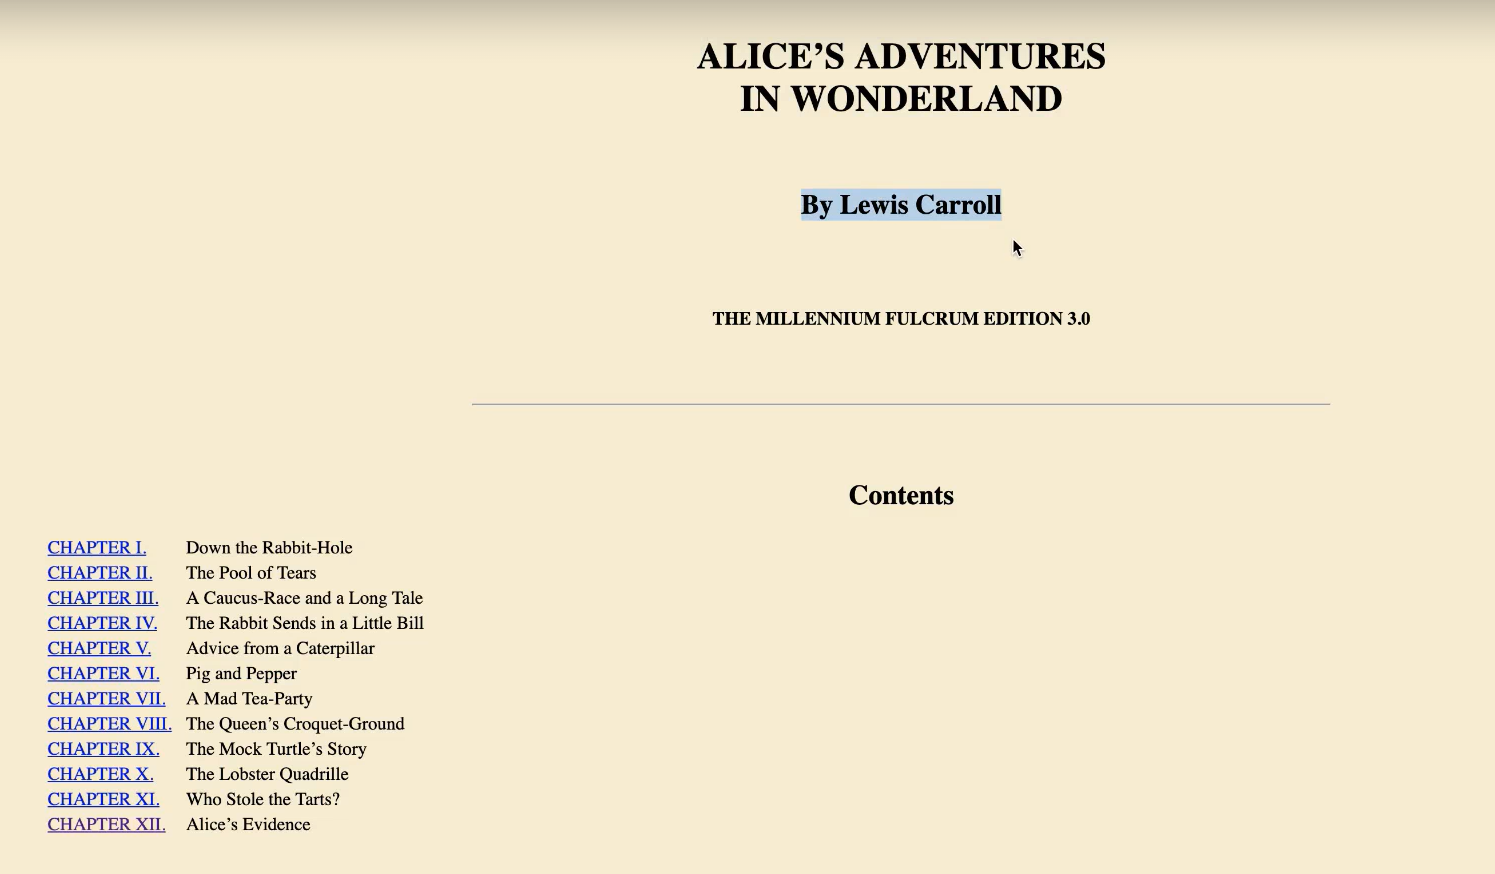 ALICE’S ADVENTURES
IN WONDERLAND
By Lewis Carroll
THE MILLENNIUM FULCRUM EDITION 3.0
Contents
CHAPTER I. Down the Rabbit-Hole
CHAPTER II. The Pool of Tears
CHAPTER III. A Caucus-Race and a Long Tale
CHAPTER IV. The Rabbit Sends in a Little Bill
CHAPTER V. Advice from a Caterpillar
CHAPTER VI. Pig and Pepper
CHAPTER VII. A Mad Tea-Party
CHAPTER VIII. The Queen’s Croquet-Ground
CHAPTER IX. The Mock Turtle’s Story
CHAPTER X. The Lobster Quadrille
CHAPTER XI. Who Stole the Tarts?
CHAPTER XII. Alice’s Evidence